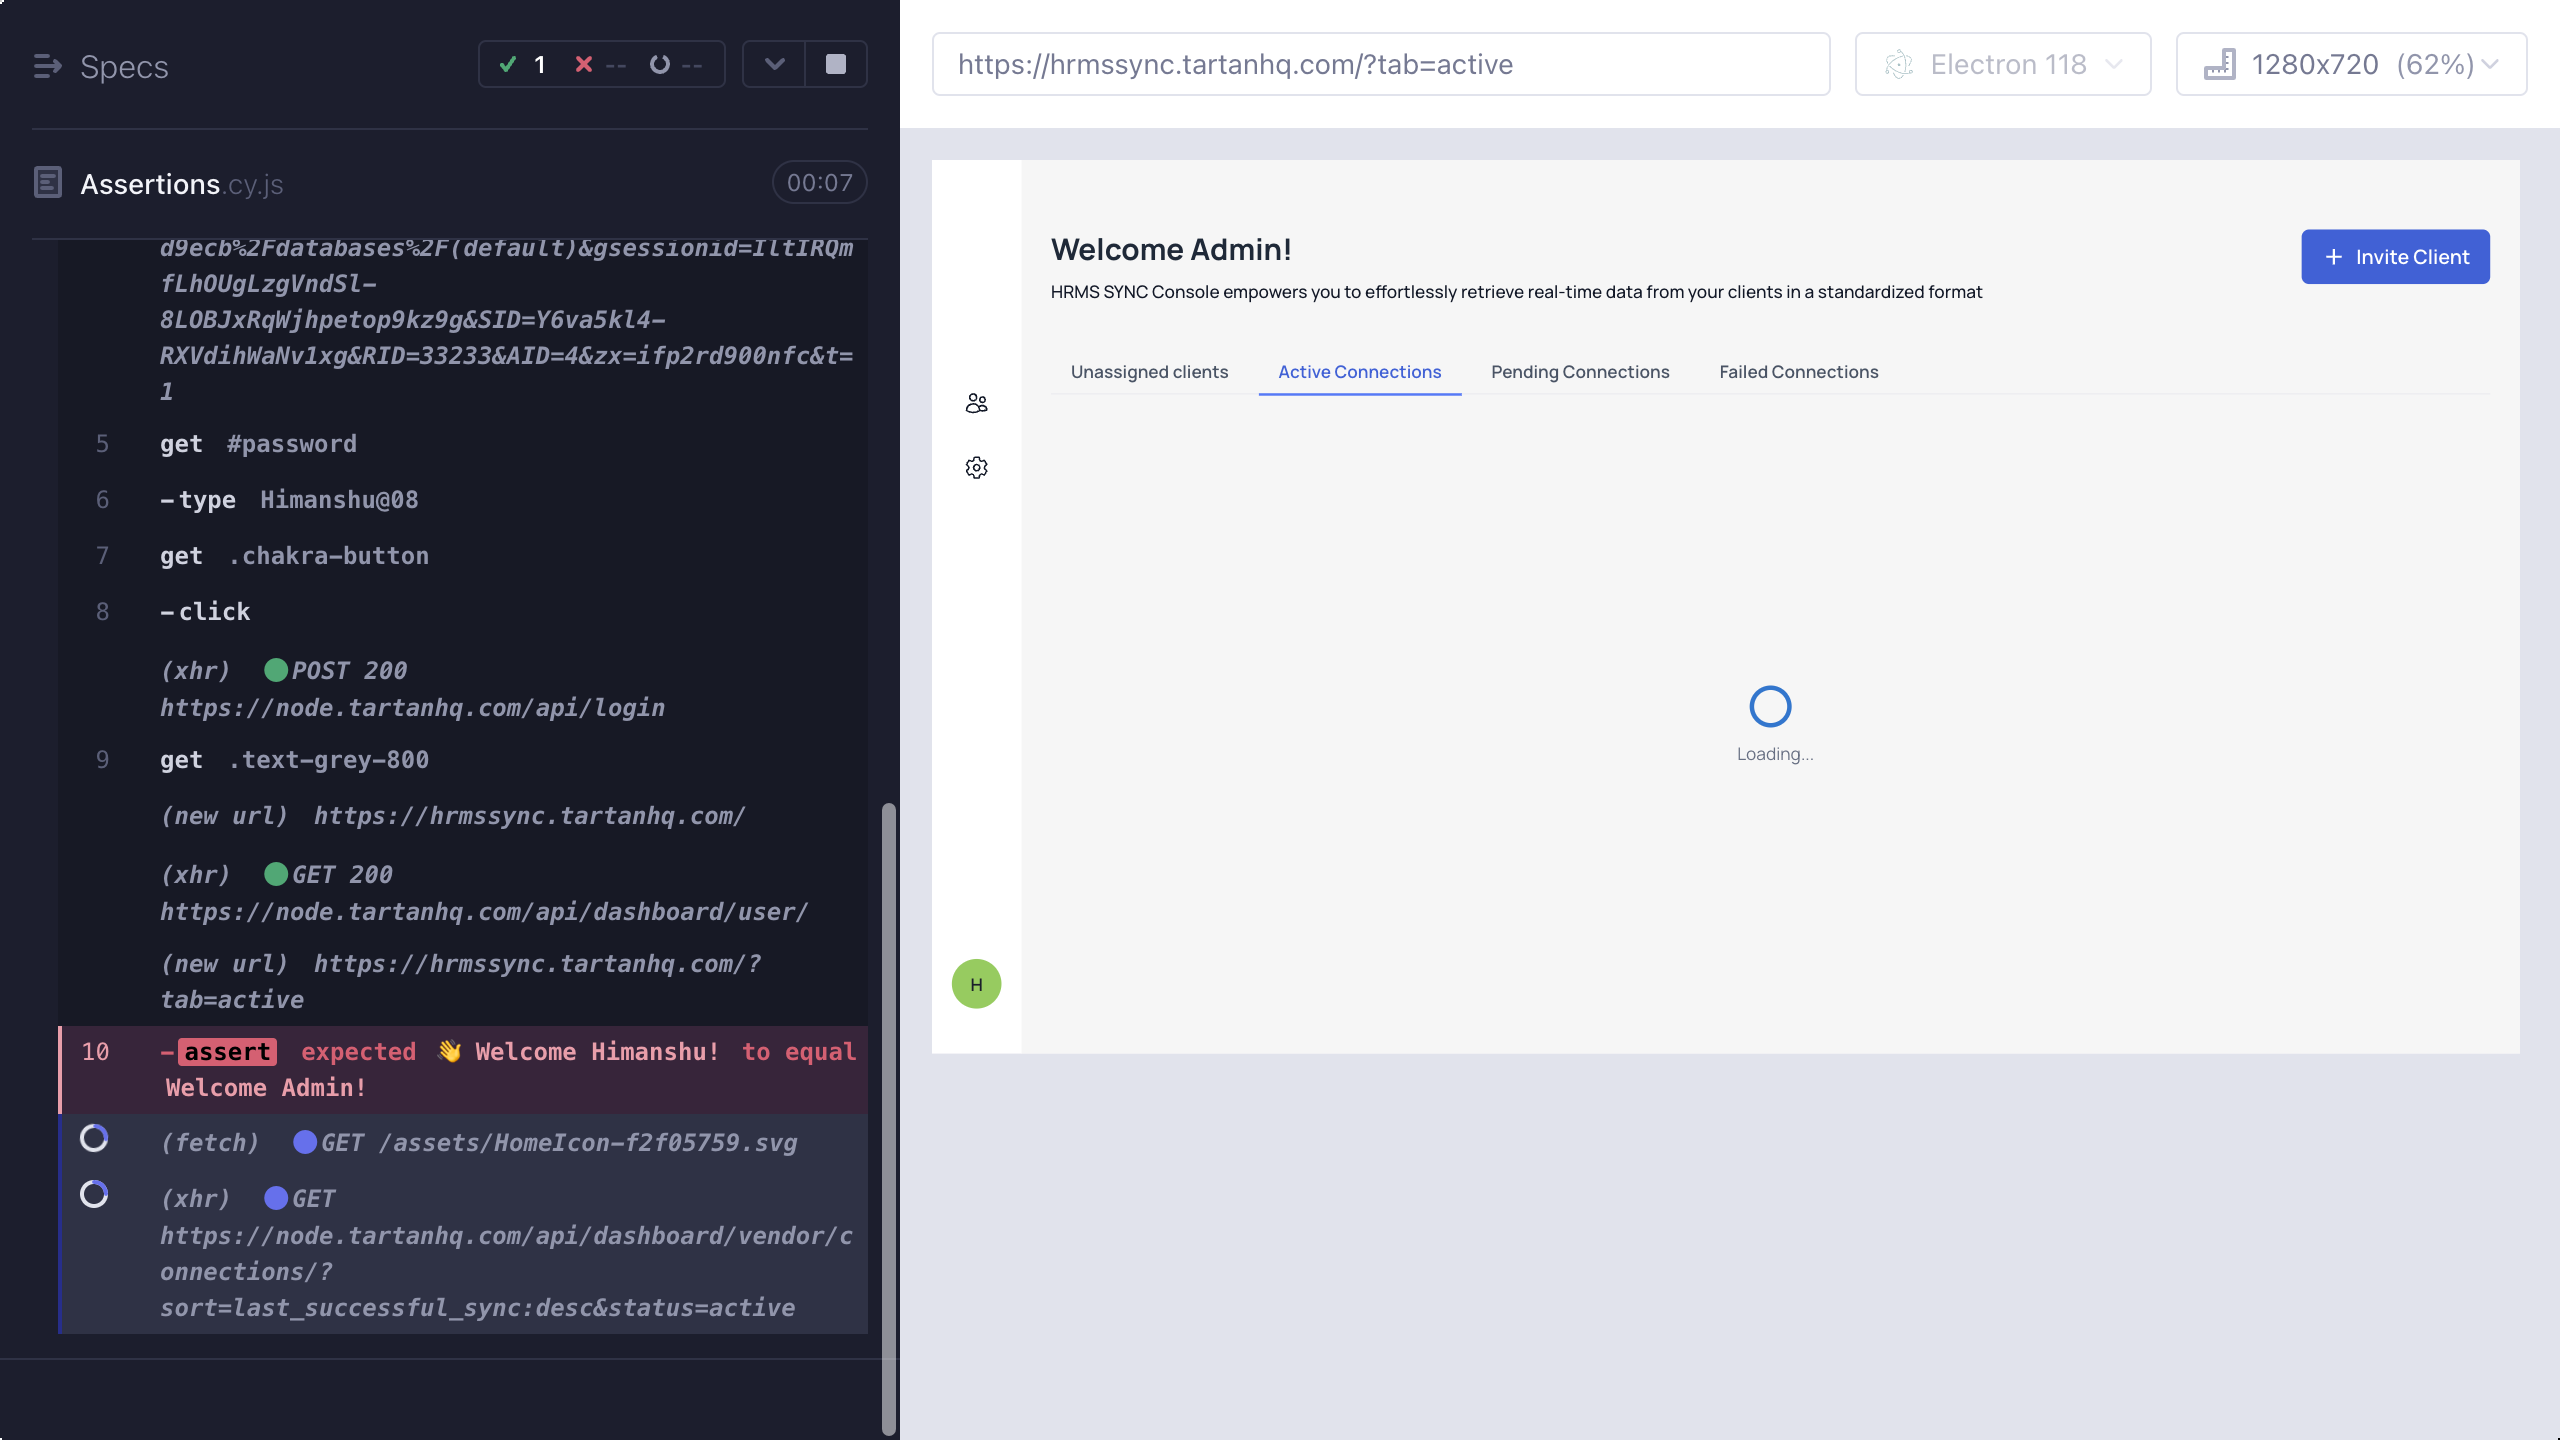 Specs
1
--
--
Assertions.cy.js
00:07
d9ecb%2Fdatabases%2F(default)&gsessionid=IltIRQm
fLhOUgLzgVndSl-
8LOBJxRqWjhpetop9kz9g&SID=Y6va5kl4-
RXVdihWaNv1xg&RID=33233&AID=4&zx=ifp2rd900nfc&t=
1
5 get #password
6 -type Himanshu@08
7 get .chakra-button
8 -click
(xhr) POST 200
https://node.tartanhq.com/api/login
9 get .text-grey-800
(new url) https://hrmssync.tartanhq.com/
(xhr) GET 200
https://node.tartanhq.com/api/dashboard/user/
(new url) https://hrmssync.tartanhq.com/?
tab=active
10 -assert expected 👋 Welcome Himanshu! to equal
Welcome Admin!
(fetch) GET /assets/HomeIcon-f2f05759.svg
(xhr) GET
https://node.tartanhq.com/api/dashboard/vendor/c
onnections/?
sort=last_successful_sync:desc&status=active
https://hrmssync.tartanhq.com/?tab=active
Electron 118
1280x720 (62%)
Welcome Admin!
HRMS SYNC Console empowers you to effortlessly retrieve real-time data from your clients in a standardized format
+ Invite Client
Unassigned clients
Active Connections
Pending Connections
Failed Connections
Loading...
H